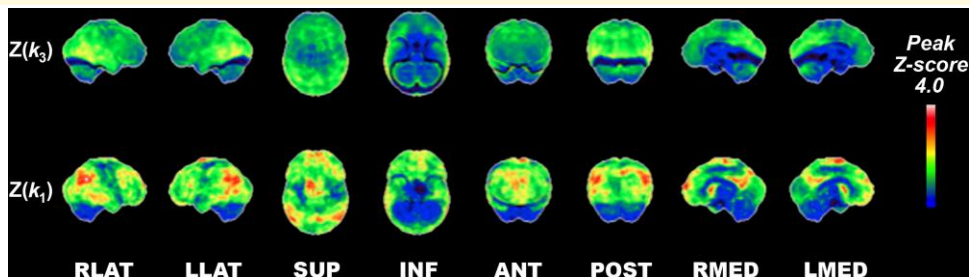 Z(k₃)
Peak
Z-score
4.0
Z(k₁)
RLAT LLAT SUP INF ANT POST RMED LMED